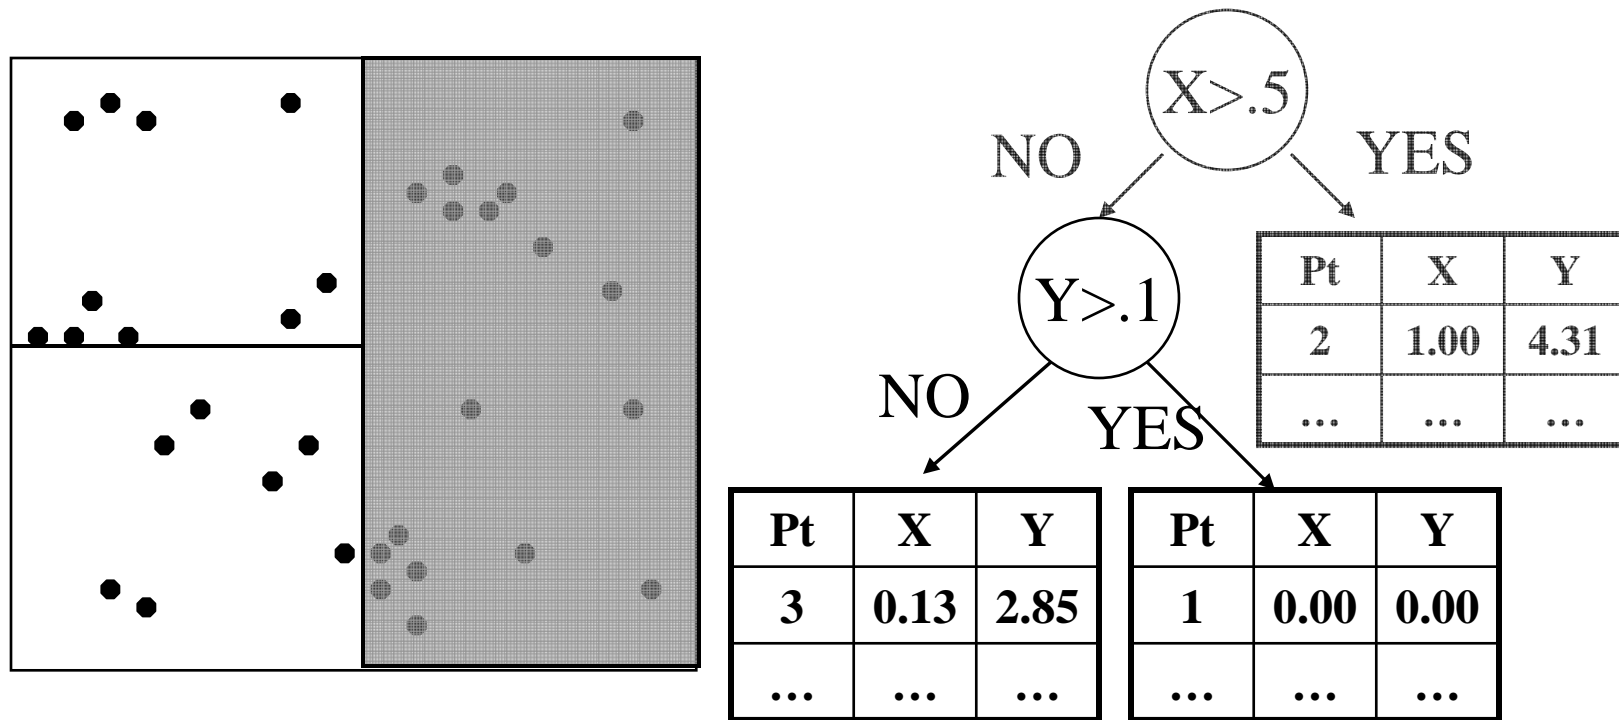 X>.5
NO
YES
Pt X Y
2 1.00 4.31
... ... ...
Y>.1
NO
YES
Pt X Y
3 0.13 2.85
... ... ...
Pt X Y
1 0.00 0.00
... ... ...